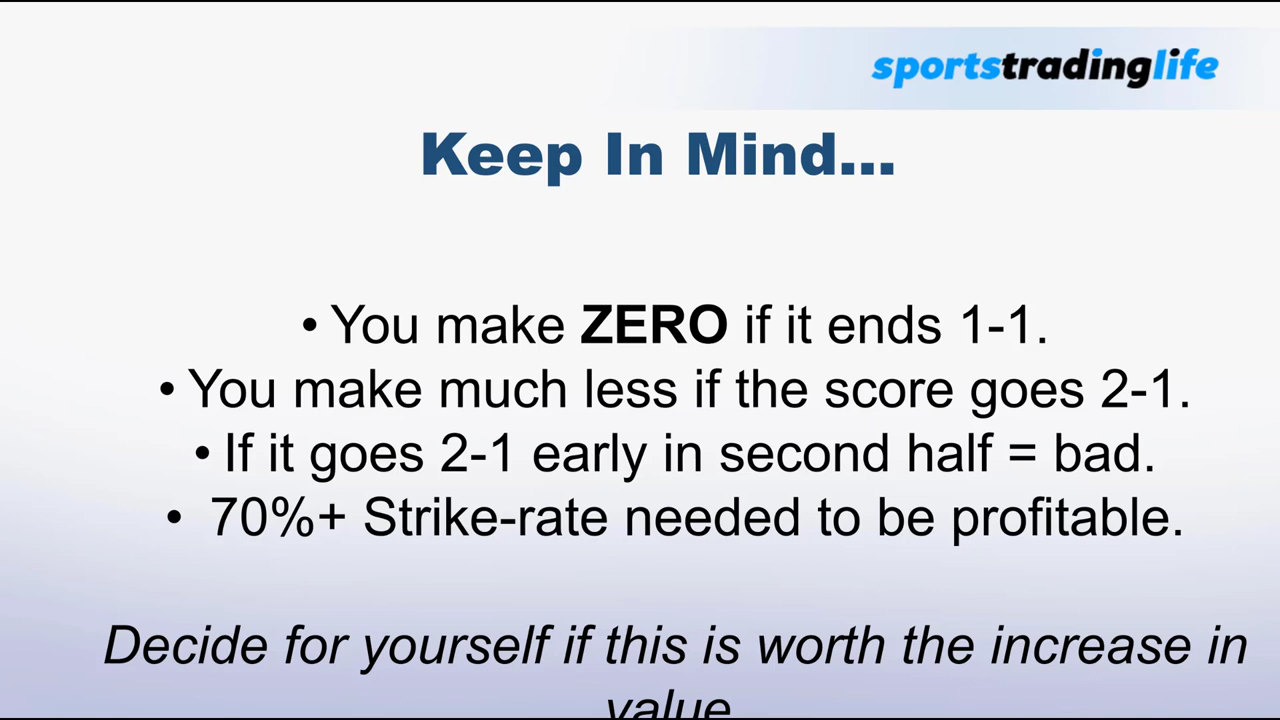 sportstradinglife
Keep In Mind...
• You make ZERO if it ends 1-1.
• You make much less if the score goes 2-1.
• If it goes 2-1 early in second half = bad.
• 70%+ Strike-rate needed to be profitable.
Decide for yourself if this is worth the increase in
value